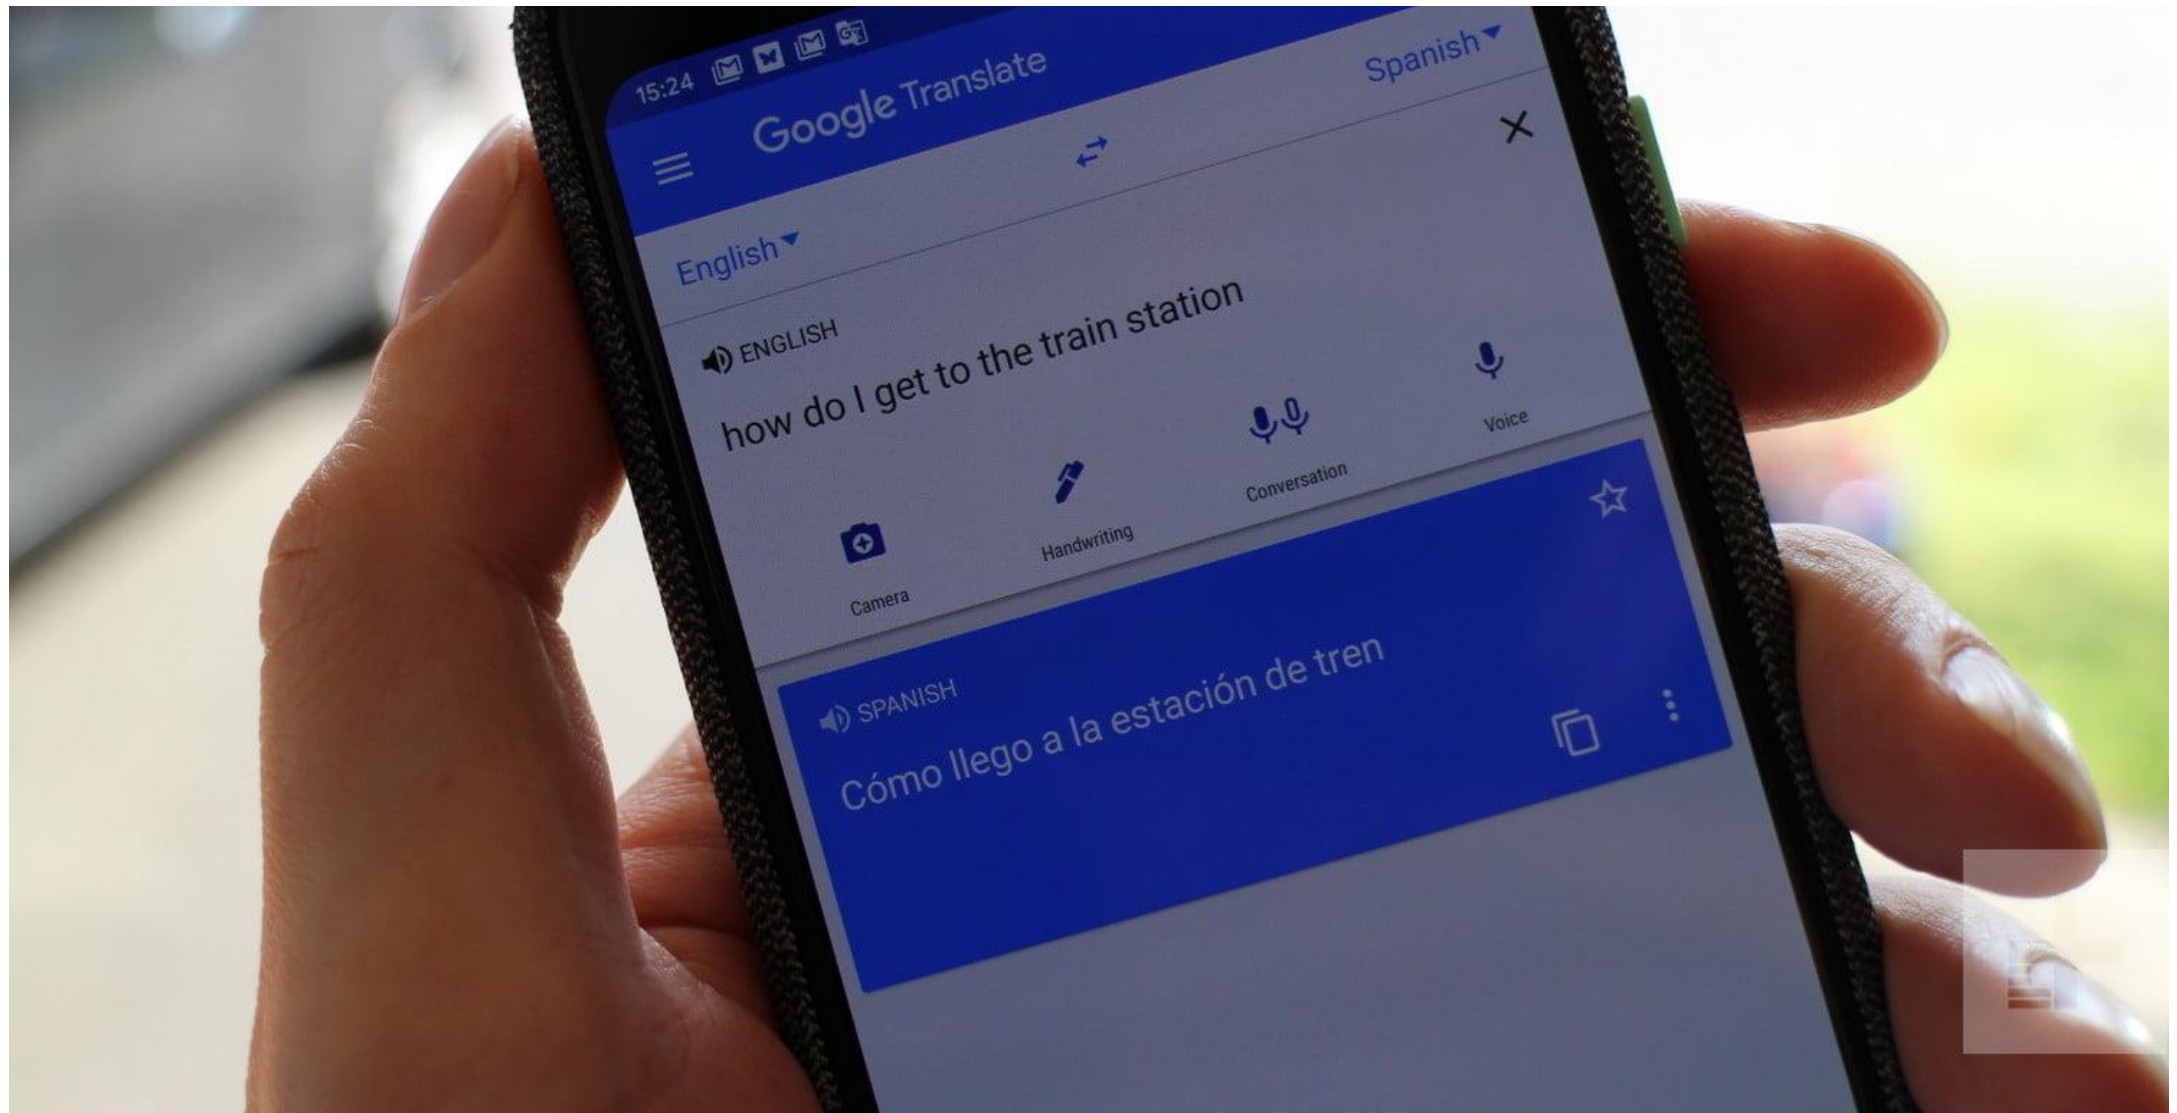 15:24
Google Translate
English
Spanish
ENGLISH
how do I get to the train station
Camera
Handwriting
Conversation
Voice
SPANISH
Cómo llego a la estación de tren